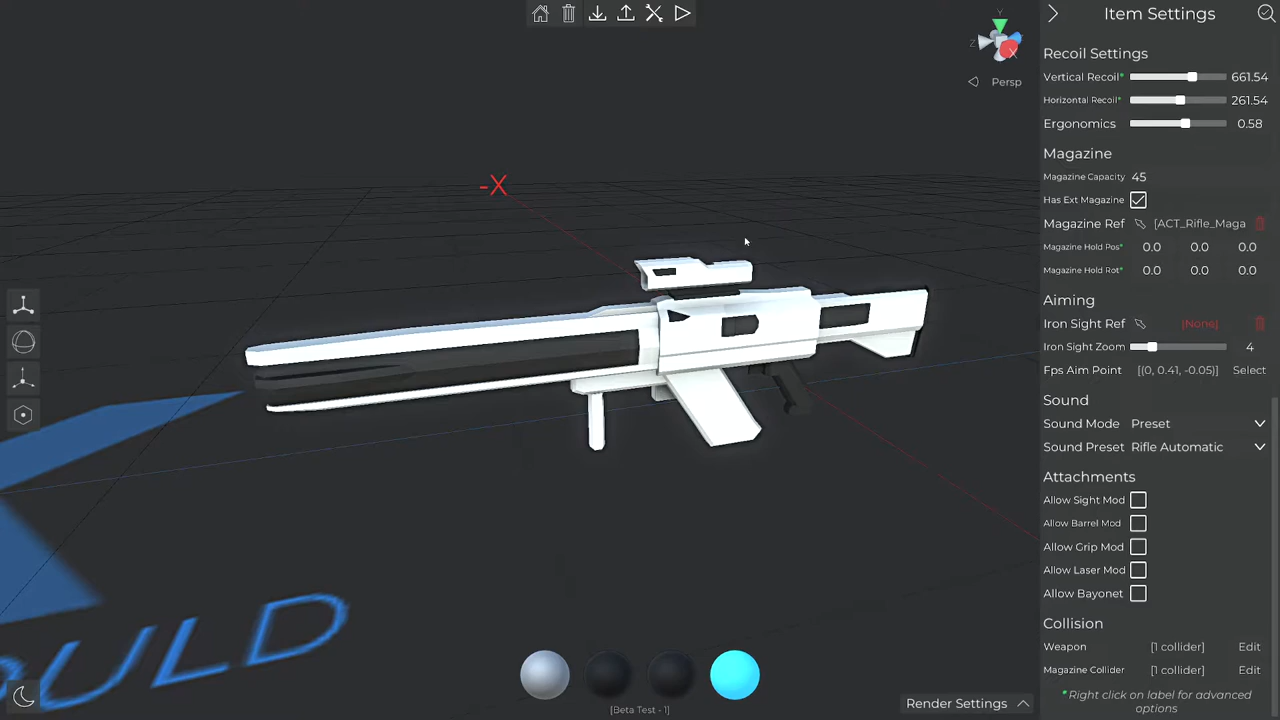 Item Settings
Y
Z
X
Persp
-X
Recoil Settings
Vertical Recoil* 661.54
Horizontal Recoil* 261.54
Ergonomics 0.58
Magazine
Magazine Capacity 45
Has Ext Magazine
Magazine Ref [ACT_Rifle_Maga
Magazine Hold Pos* 0.0 0.0 0.0
Magazine Hold Rot* 0.0 0.0 0.0
Aiming
Iron Sight Ref [None]
Iron Sight Zoom 4
Fps Aim Point [(0, 0.41, -0.05)] Select
Sound
Sound Mode Preset
Sound Preset Rifle Automatic
Attachments
Allow Sight Mod
Allow Barrel Mod
Allow Grip Mod
Allow Laser Mod
Allow Bayonet
Collision
Weapon [1 collider] Edit
Magazine Collider [1 collider] Edit
*Right click on label for advanced
options
OULD
Render Settings
[Beta Test - 1]